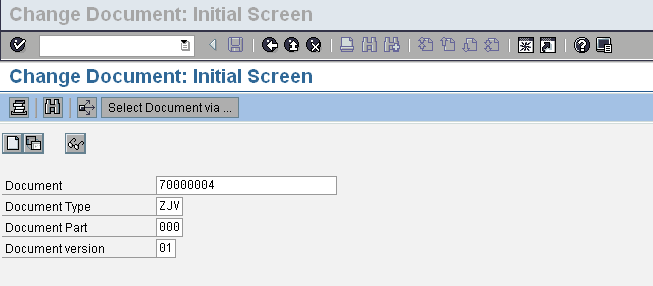 Change Document: Initial Screen
Change Document: Initial Screen
Select Document via ...
Document 70000004
Document Type ZJV
Document Part 000
Document version 01